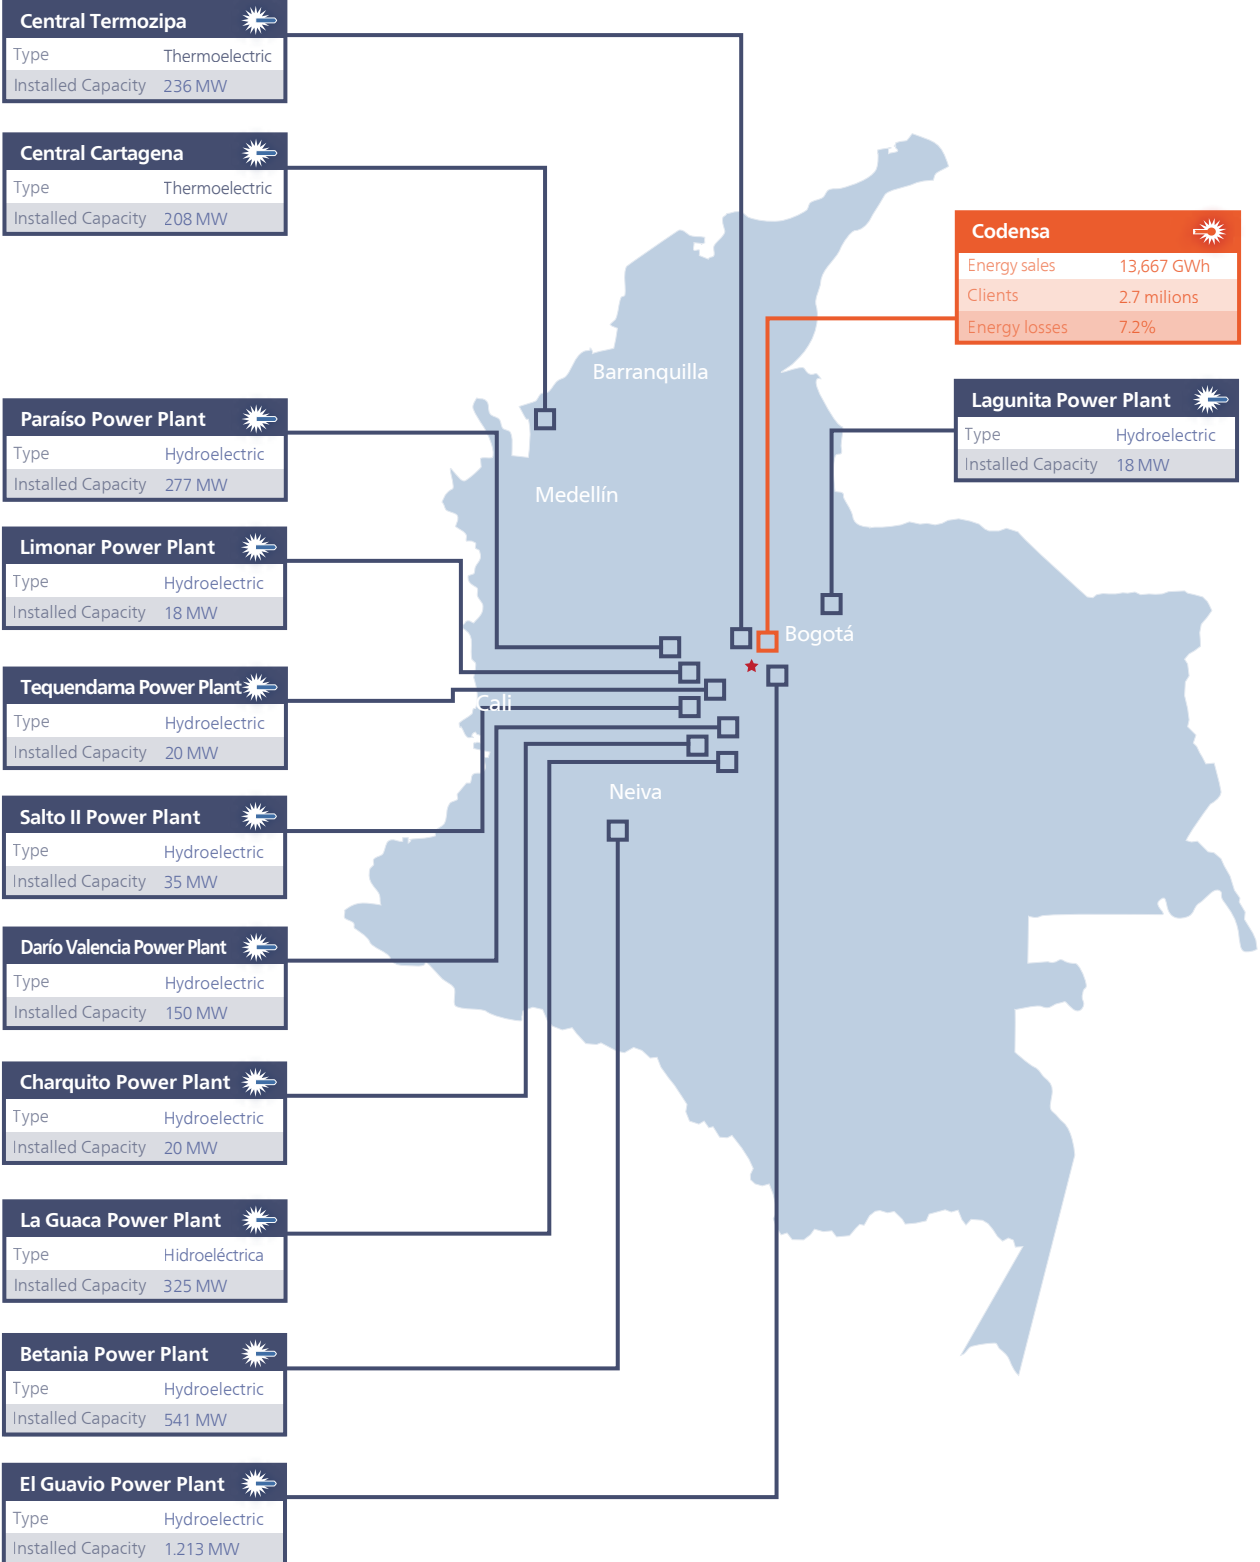 Central Termozipa
Type Thermoelectric
Installed Capacity 236 MW
Central Cartagena
Type Thermoelectric
Installed Capacity 208 MW
Codensa
Energy sales 13,667 GWh
Clients 2.7 milions
Energy losses 7.2%
Barranquilla
Lagunita Power Plant
Type Hydroelectric
Installed Capacity 18 MW
Paraíso Power Plant
Type Hydroelectric
Installed Capacity 277 MW
Medellín
Limonar Power Plant
Type Hydroelectric
Installed Capacity 18 MW
Bogotá
Tequendama Power Plant
Type Hydroelectric
Installed Capacity 20 MW
Cali
Neiva
Salto II Power Plant
Type Hydroelectric
Installed Capacity 35 MW
Darío Valencia Power Plant
Type Hydroelectric
Installed Capacity 150 MW
Charquito Power Plant
Type Hydroelectric
Installed Capacity 20 MW
La Guaca Power Plant
Type Hidroeléctrica
Installed Capacity 325 MW
Betania Power Plant
Type Hydroelectric
Installed Capacity 541 MW
El Guavio Power Plant
Type Hydroelectric
Installed Capacity 1.213 MW